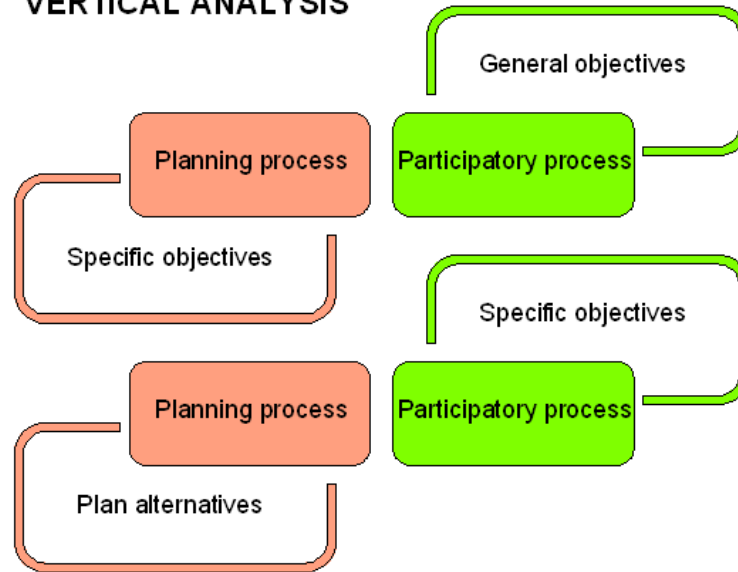 VERTICAL ANALYSIS
General objectives
Planning process
Participatory process
Specific objectives
Specific objectives
Planning process
Participatory process
Plan alternatives